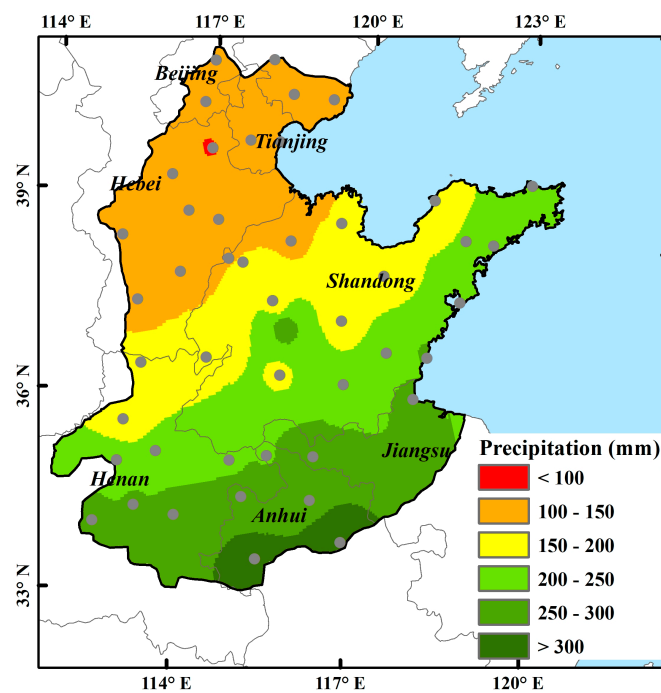 114° E 117° E 120° E 123° E
Beijing
Tianjing
39° N
Hebei
Shandong
36° N
Jiangsu
Precipitation (mm)
Henan
< 100
100 - 150
Anhui
150 - 200
200 - 250
33° N
250 - 300
> 300
114° E 117° E 120° E